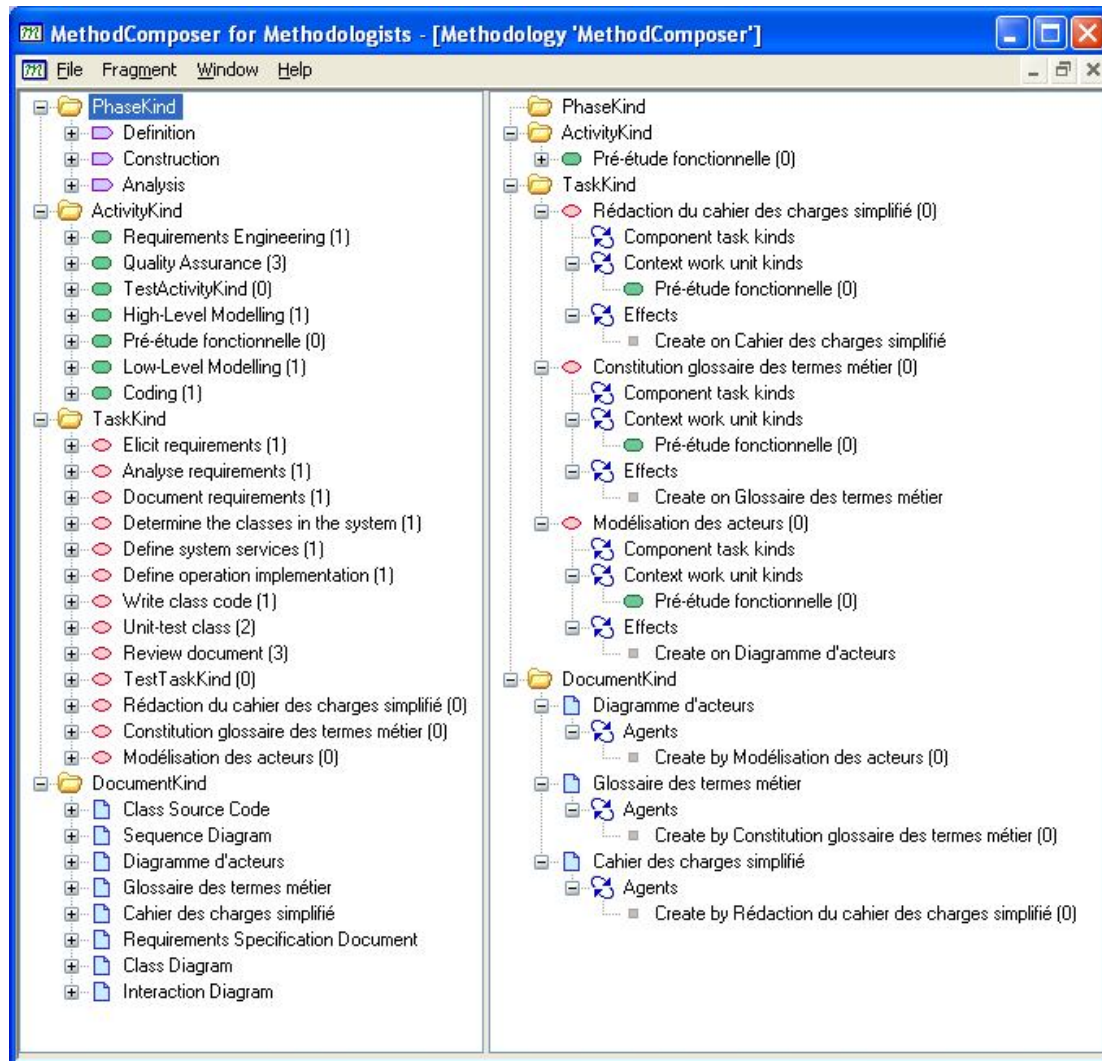 MethodComposer for Methodologists - [Methodology 'MethodComposer']
File Fragment Window Help
PhaseKind
Definition
Construction
Analysis
ActivityKind
Requirements Engineering (1)
Quality Assurance (3)
TestActivityKind (0)
High-Level Modelling (1)
Pré-étude fonctionnelle (0)
Low-Level Modelling (1)
Coding (1)
TaskKind
Elicit requirements (1)
Analyse requirements (1)
Document requirements (1)
Determine the classes in the system (1)
Define system services (1)
Define operation implementation (1)
Write class code (1)
Unit-test class (2)
Review document (3)
TestTaskKind (0)
Rédaction du cahier des charges simplifié (0)
Constitution glossaire des termes métier (0)
Modélisation des acteurs (0)
DocumentKind
Class Source Code
Sequence Diagram
Diagramme d'acteurs
Glossaire des termes métier
Cahier des charges simplifié
Requirements Specification Document
Class Diagram
Interaction Diagram
PhaseKind
ActivityKind
Pré-étude fonctionnelle (0)
TaskKind
Rédaction du cahier des charges simplifié (0)
Component task kinds
Context work unit kinds
Pré-étude fonctionnelle (0)
Effects
Create on Cahier des charges simplifié
Constitution glossaire des termes métier (0)
Component task kinds
Context work unit kinds
Pré-étude fonctionnelle (0)
Effects
Create on Glossaire des termes métier
Modélisation des acteurs (0)
Component task kinds
Context work unit kinds
Pré-étude fonctionnelle (0)
Effects
Create on Diagramme d'acteurs
DocumentKind
Diagramme d'acteurs
Agents
Create by Modélisation des acteurs (0)
Glossaire des termes métier
Agents
Create by Constitution glossaire des termes métier (0)
Cahier des charges simplifié
Agents
Create by Rédaction du cahier des charges simplifié (0)